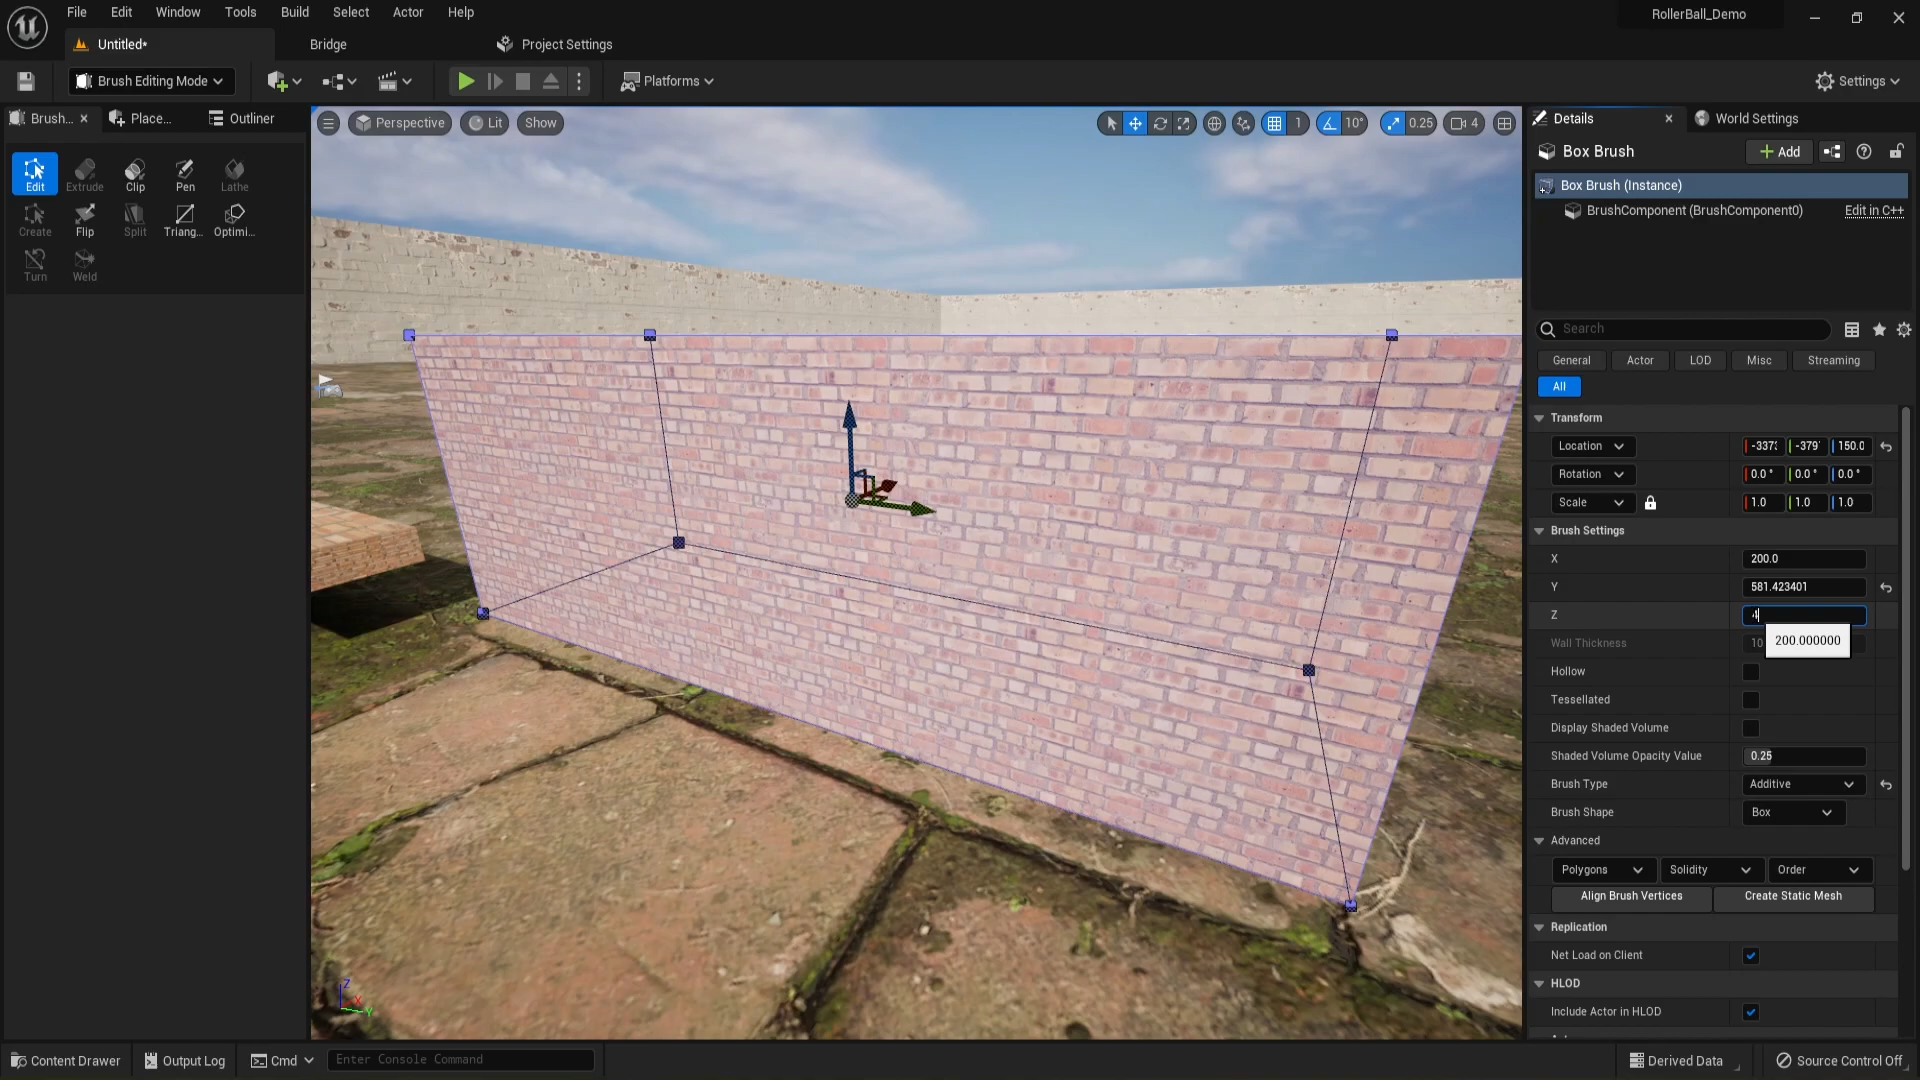 File Edit Window Tools Build Select Actor Help
RollerBall_Demo
Untitled*
Bridge
Project Settings
Brush Editing Mode
Platforms
Settings
Brush...
Place...
Outliner
Perspective
Lit
Show
1
10°
0.25
4
Details
World Settings
Edit
Extrude
Clip
Pen
Lathe
Create
Flip
Split
Triang...
Optimi...
Turn
Weld
Box Brush
+ Add
Box Brush (Instance)
BrushComponent (BrushComponent0)
Edit in C++
Search
General
Actor
LOD
Misc
Streaming
All
Transform
Location
150.0
Rotation
0.0 °
0.0 °
0.0 °
Scale
1.0
1.0
1.0
Brush Settings
X
200.0
Y
581.423401
Z
4
200.000000
Wall Thickness
10
Hollow
Tessellated
Display Shaded Volume
Shaded Volume Opacity Value
0.25
Brush Type
Additive
Brush Shape
Box
Advanced
Polygons
Solidity
Order
Align Brush Vertices
Create Static Mesh
Replication
Net Load on Client
HLOD
Include Actor in HLOD
Z
X
Y
Content Drawer
Output Log
Cmd
Enter Console Command
Derived Data
Source Control Off